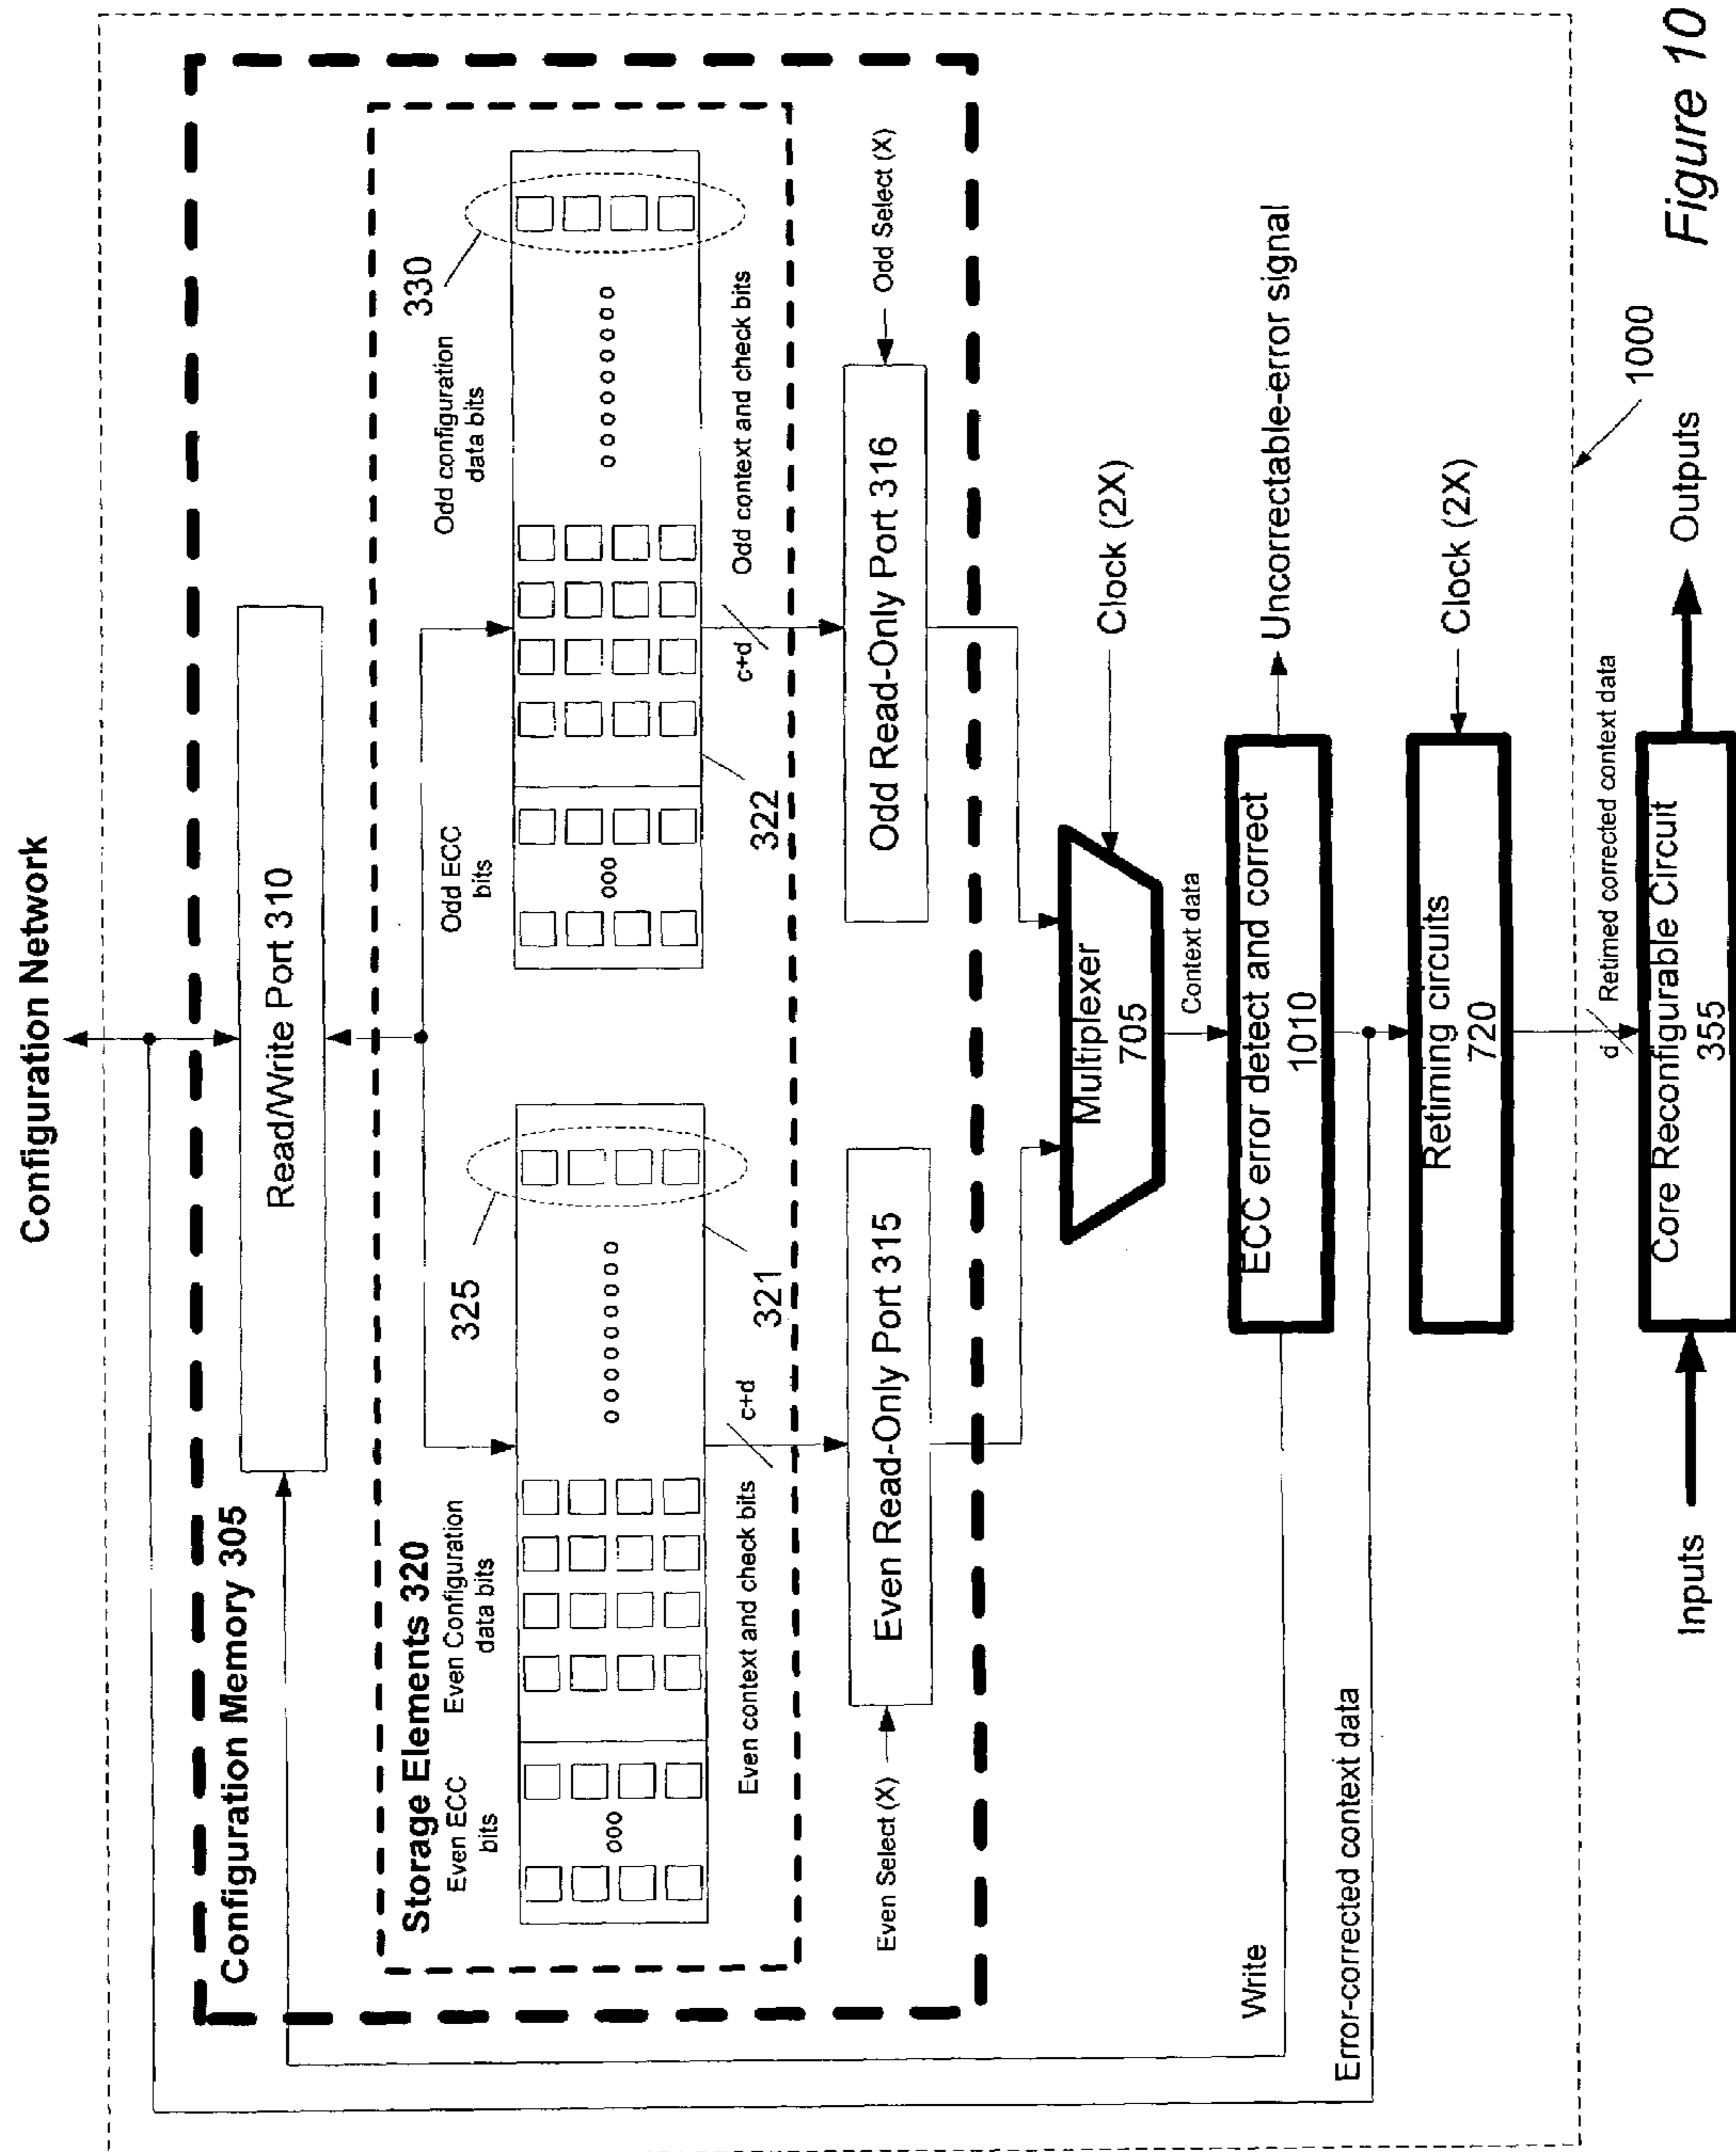 Configuration Network
Configuration Memory 305
Read/Write Port 310
Storage Elements 320
Even ECC
bits
Even Configuration
data bits
325
Odd ECC
bits
Odd configuration
data bits
330
ooo
oooooooo
ooo
oooooooo
Even context and check bits
c+d
321
322
c+d
Odd context and check bits
Even Select (X)
Even Read-Only Port 315
Odd Read-Only Port 316
Odd Select (X)
Multiplexer
705
Clock (2X)
Context data
Write
ECC error detect and correct
1010
Uncorrectable-error signal
Error-corrected context data
Retiming circuits
720
Clock (2X)
d
Retimed corrected context data
1000
Inputs
Core Reconfigurable Circuit
355
Outputs
Figure 10